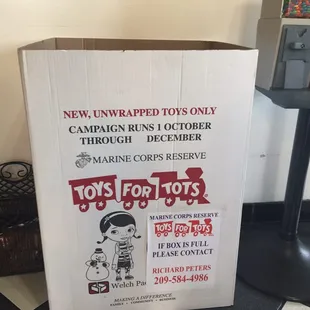 NEW, UNWRAPPED TOYS ONLY
CAMPAIGN RUNS 1 OCTOBER
THROUGH DECEMBER
MARINE CORPS RESERVE
TOYS FOR TOTS
MARINE CORPS RESERVE
TOYS FOR TOTS
IF BOX IS FULL
PLEASE CONTACT
RICHARD PETERS
209-584-4986
Welch
MAKING A DIFFERENCE